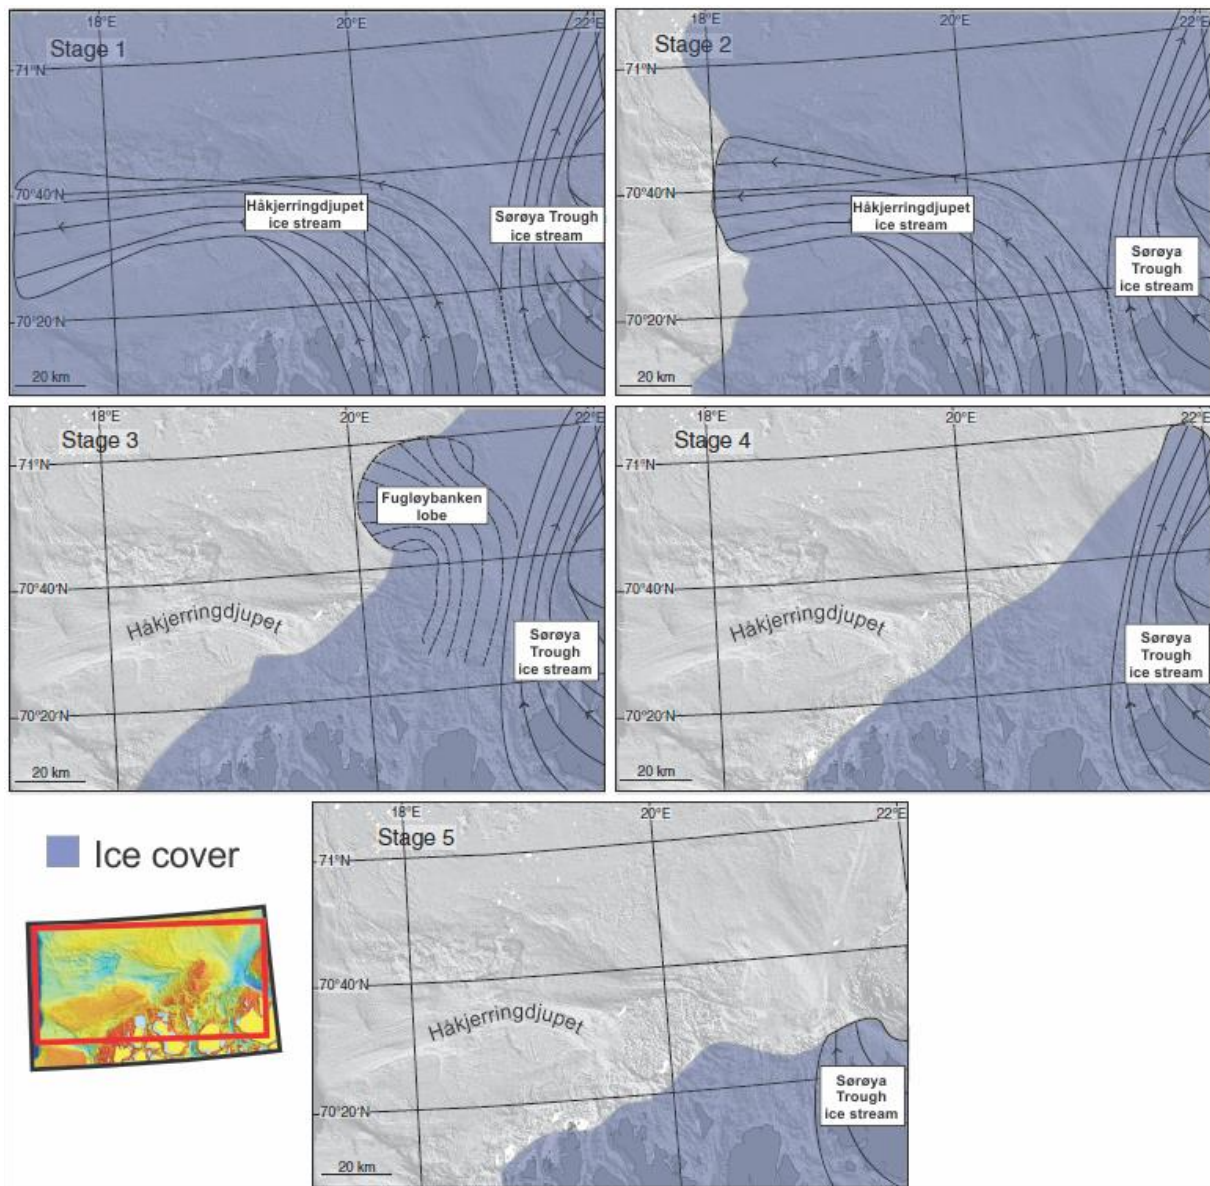 18°E
20°E
22°E
Stage 1
71°N
70°40'N
Håkjerringdjupet
ice stream
Sørøya Trough
ice stream
70°20'N
20 km
18°E
20°E
22°E
Stage 2
71°N
70°40'N
Håkjerringdjupet
ice stream
Sørøya
Trough
ice stream
70°20'N
20 km
18°E
20°E
22°E
Stage 3
71°N
Fugløybanken
lobe
70°40'N
Håkjerringdjupet
Sørøya
Trough
ice stream
70°20'N
20 km
18°E
20°E
22°E
Stage 4
71°N
70°40'N
Håkjerringdjupet
Sørøya
Trough
ice stream
70°20'N
20 km
Ice cover
18°E
20°E
22°E
Stage 5
71°N
70°40'N
Håkjerringdjupet
Sørøya
Trough
ice stream
70°20'N
20 km